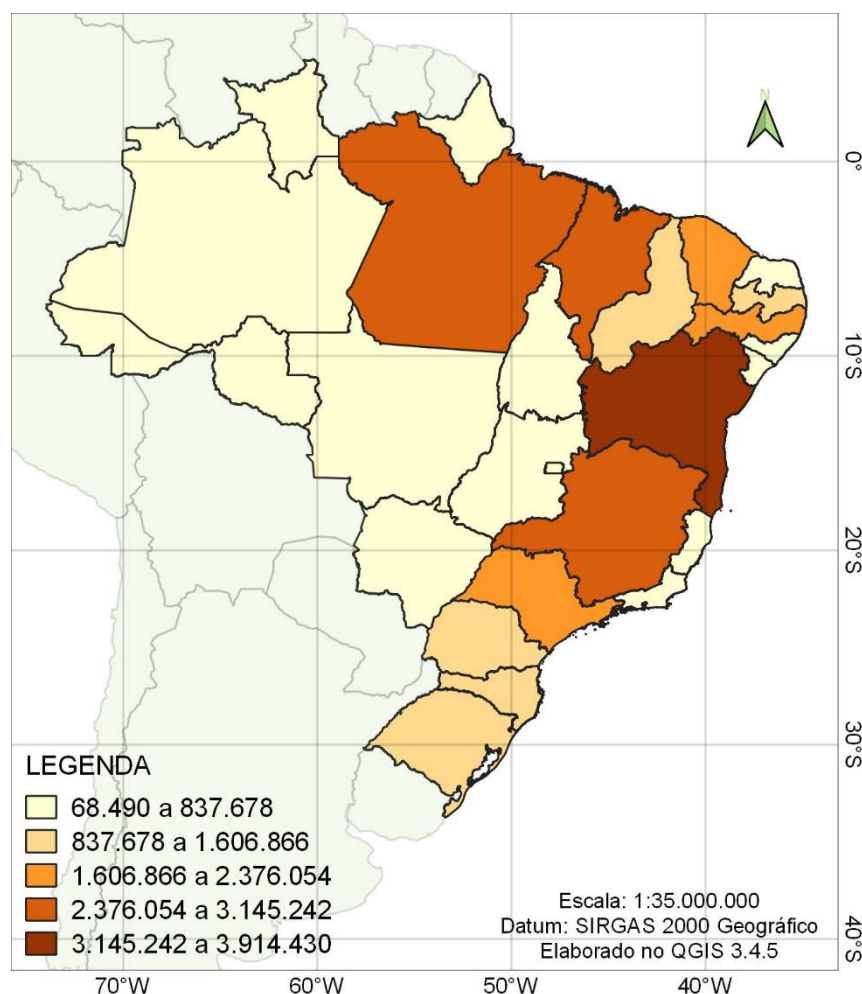 N
0°
10°S
20°S
30°S
40°S
LEGENDA
68.490 a 837.678
837.678 a 1.606.866
1.606.866 a 2.376.054
2.376.054 a 3.145.242
3.145.242 a 3.914.430
Escala: 1:35.000.000
Datum: SIRGAS 2000 Geográfico
Elaborado no QGIS 3.4.5
70°W 60°W 50°W 40°W